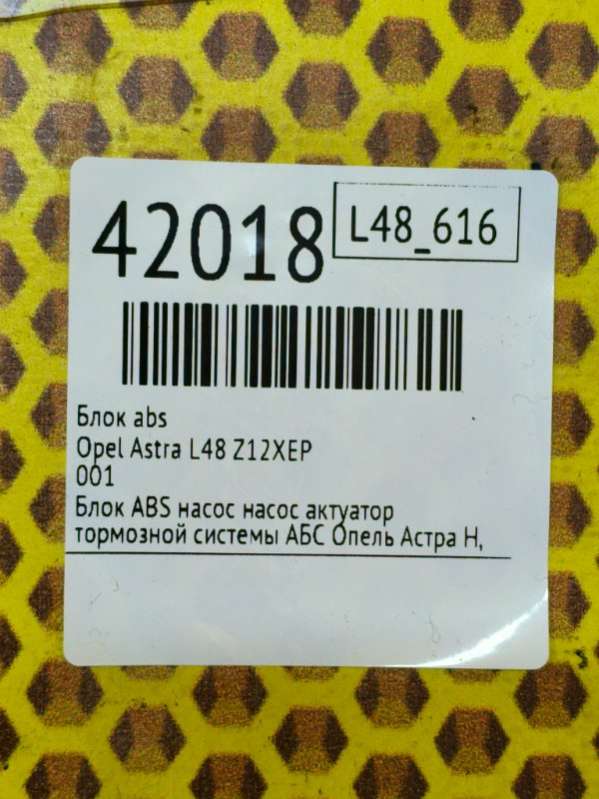 42018
L48_616
Блок abs
Opel Astra L48 Z12XEP
001
Блок ABS насос насос актуатор
тормозной системы АБС Опель Астра Н,